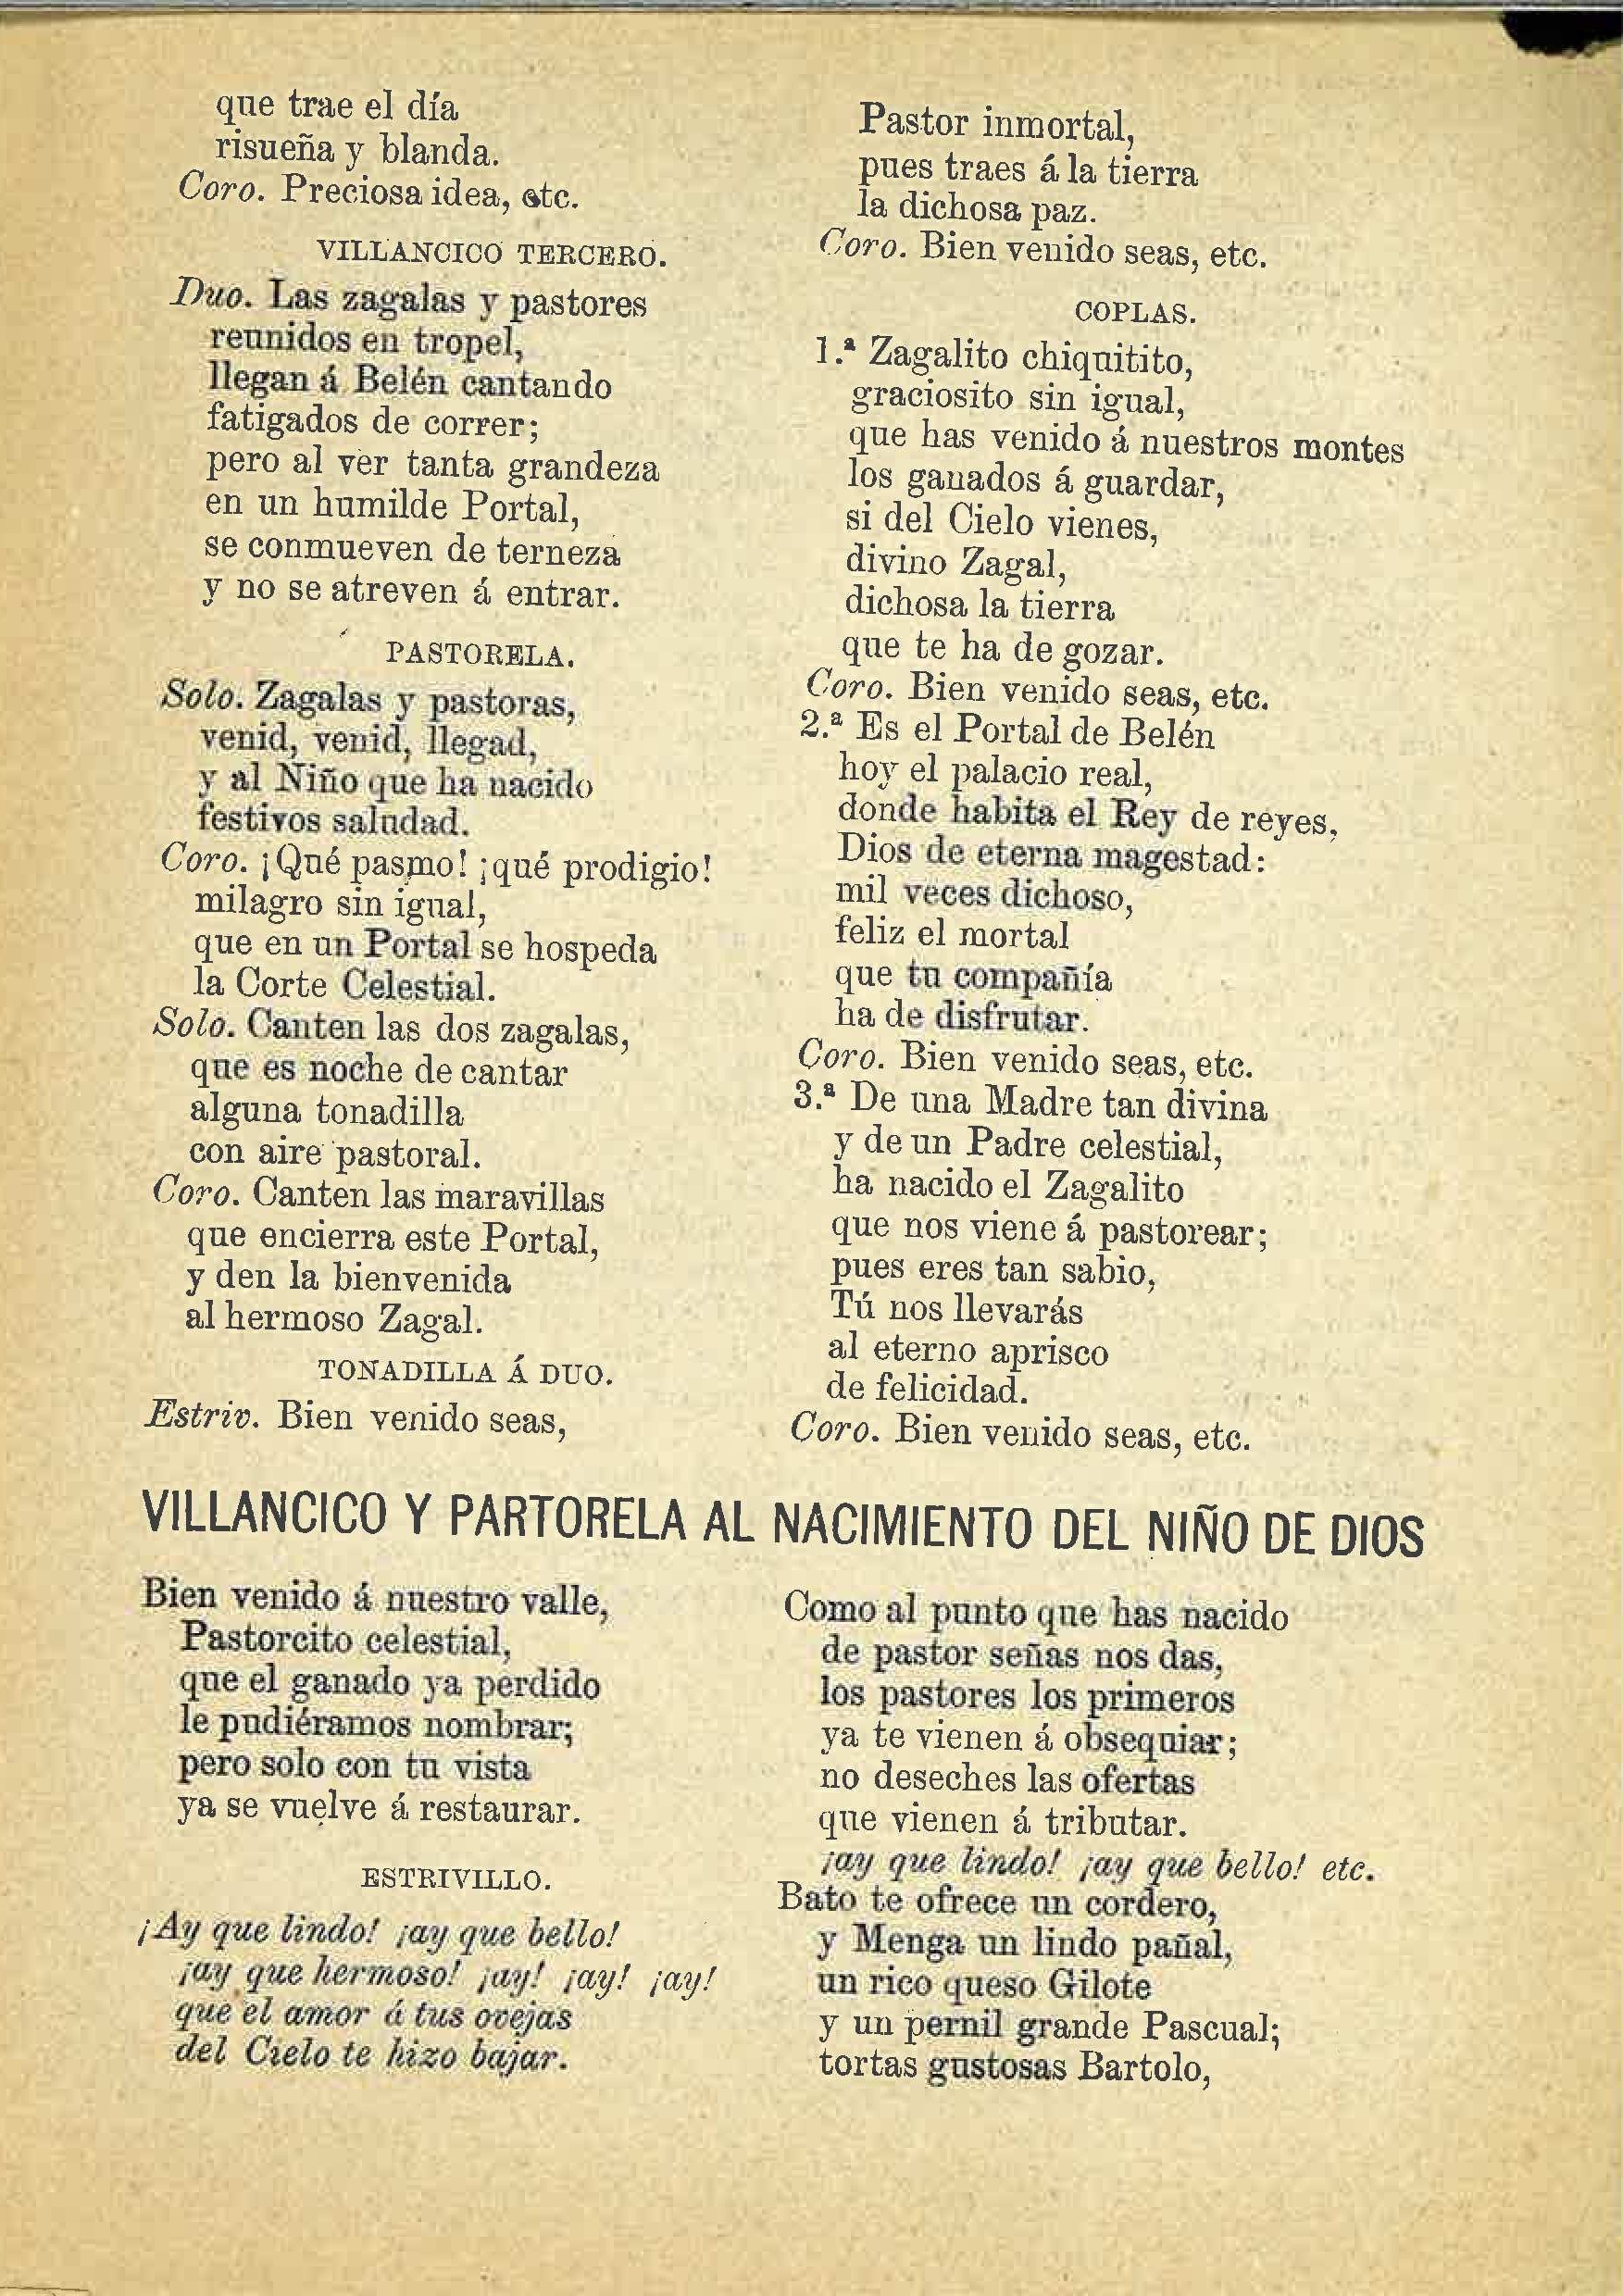 que trae el día
risueña y blanda.
Coro. Preciosa idea, etc.
VILLANCICO TERCERO.
Duo. Las zagalas y pastores
reunidos en tropel,
llegan á Belén cantando
fatigados de correr;
pero al ver tanta grandeza
en un humilde Portal,
se conmueven de terneza
y no se atreven á entrar.
PASTORELA.
Solo. Zagalas y pastoras,
venid, venid, llegad,
y al Niño que ha nacido
festivos saludad.
Coro. ¡Qué pasmo! ¡qué prodigio!
milagro sin igual,
que en un Portal se hospeda
la Corte Celestial.
Solo. Canten las dos zagalas,
que es noche de cantar
alguna tonadilla
con aire pastoral.
Coro. Canten las maravillas
que encierra este Portal,
y den la bienvenida
al hermoso Zagal.
TONADILLA Á DUO.
Estriv. Bien venido seas,
Pastor inmortal,
pues traes á la tierra
la dichosa paz.
Coro. Bien venido seas, etc.
COPLAS.
1.ª Zagalito chiquitito,
graciosito sin igual,
que has venido á nuestros montes
los ganados á guardar,
si del Cielo vienes,
divino Zagal,
dichosa la tierra
que te ha de gozar.
Coro. Bien venido seas, etc.
2.ª Es el Portal de Belén
hoy el palacio real,
donde habita el Rey de reyes,
Dios de eterna magestad:
mil veces dichoso,
feliz el mortal
que tu compañía
ha de disfrutar.
Coro. Bien venido seas, etc.
3.ª De una Madre tan divina
y de un Padre celestial,
ha nacido el Zagalito
que nos viene á pastorear;
pues eres tan sabio,
Tú nos llevarás
al eterno aprisco
de felicidad.
Coro. Bien venido seas, etc.
VILLANCICO Y PARTORELA AL NACIMIENTO DEL NIÑO DE DIOS
Bien venido á nuestro valle,
Pastorcito celestial,
que el ganado ya perdido
le pudiéramos nombrar;
pero solo con tu vista
ya se vuelve á restaurar.
ESTRIVILLO.
¡Ay que lindo! ¡ay que bello!
¡ay que hermoso! ¡ay! ¡ay! ¡ay!
que el amor á tus ovejas
del Cielo te hizo bajar.
Como al punto que has nacido
de pastor señas nos das,
los pastores los primeros
ya te vienen á obsequiar;
no deseches las ofertas
que vienen á tributar.
¡ay que lindo! ¡ay que bello! etc.
Bato te ofrece un cordero,
y Menga un lindo pañal,
un rico queso Gilote
y un pernil grande Pascual;
tortas gustosas Bartolo,